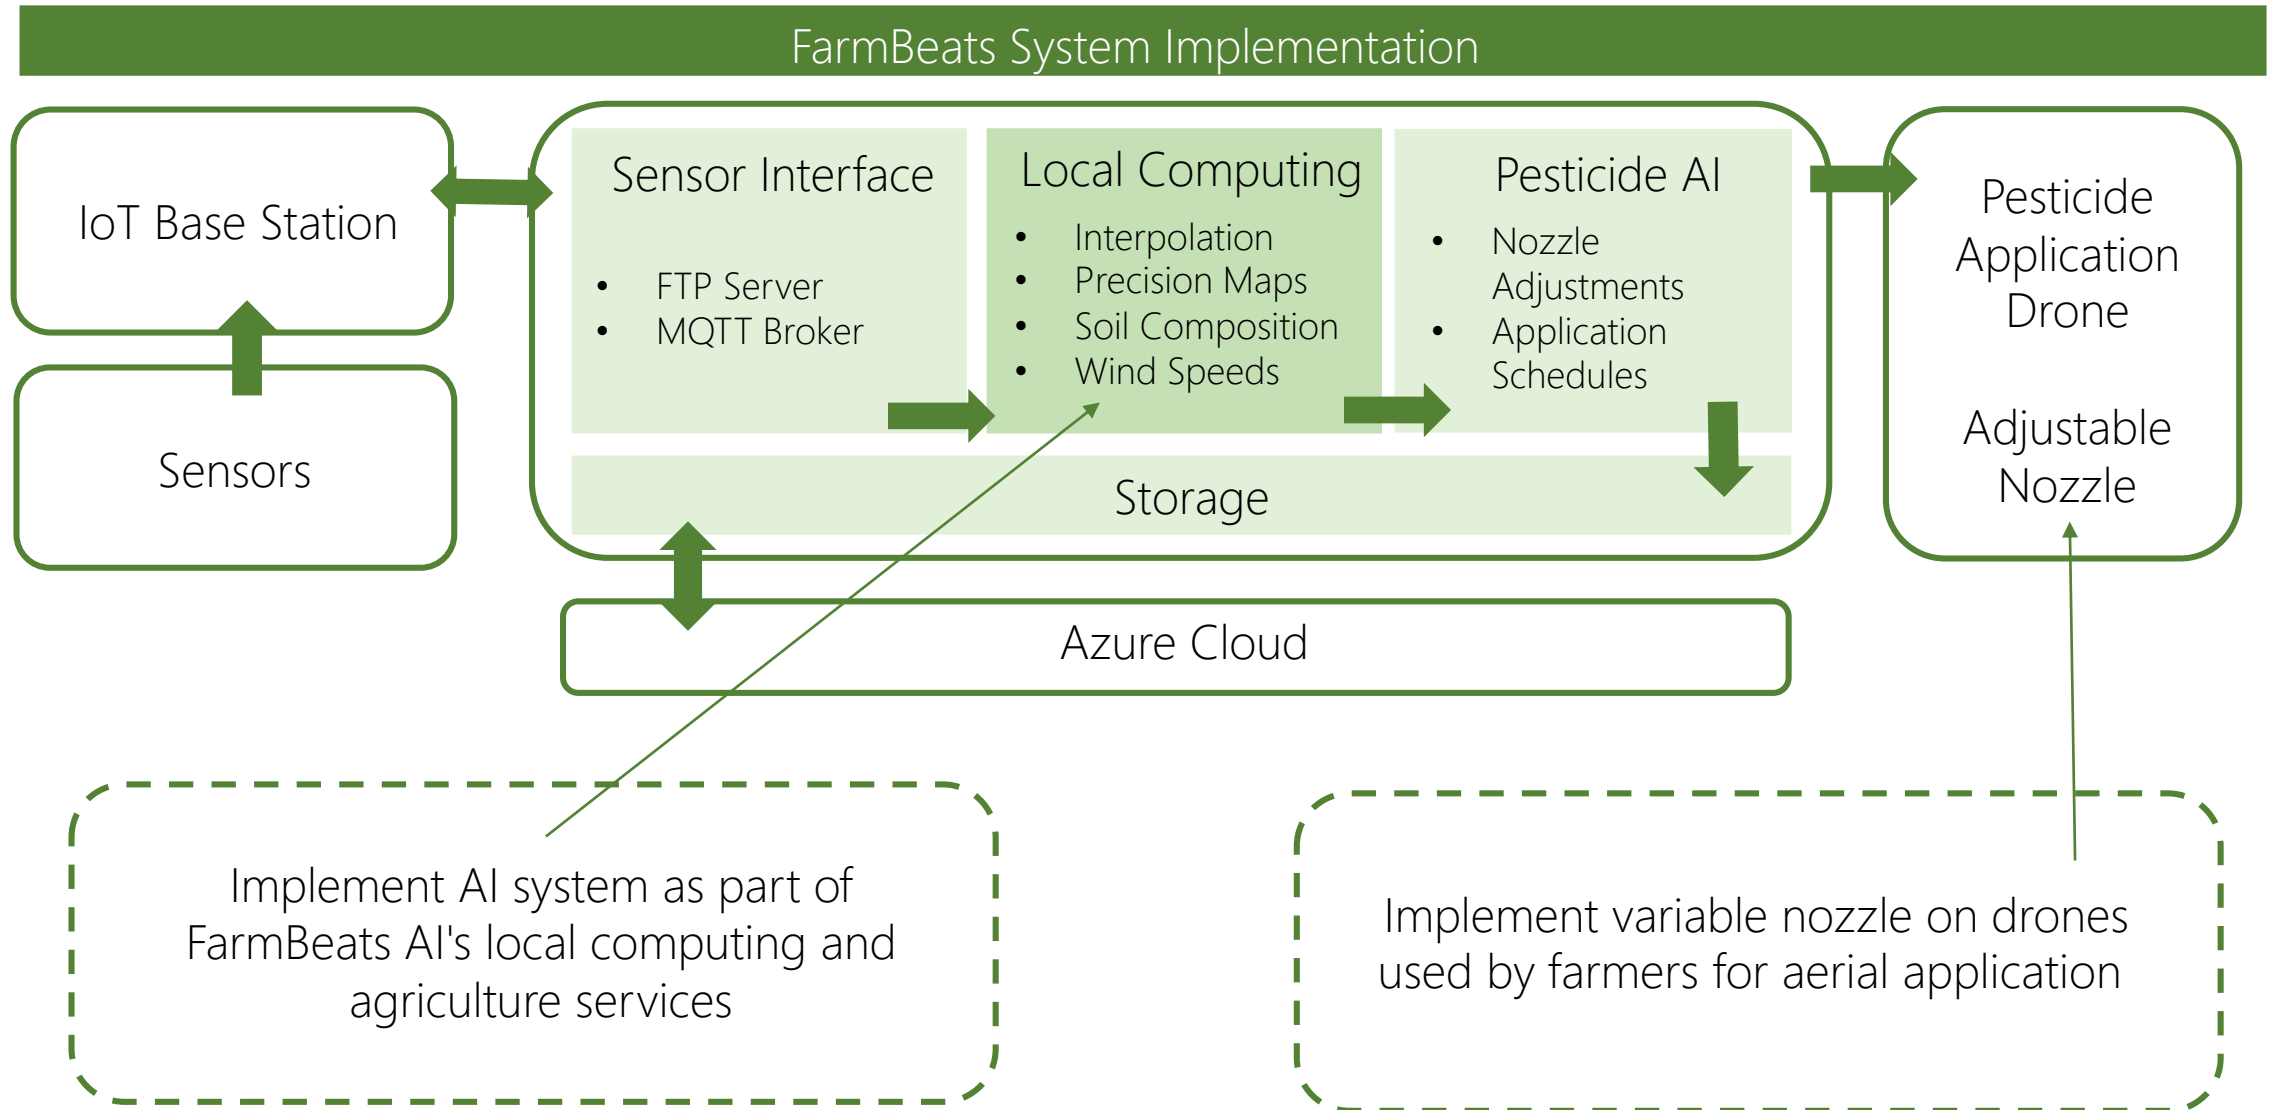 FarmBeats System Implementation
IoT Base Station
Sensors
Sensor Interface
• FTP Server
• MQTT Broker
Local Computing
• Interpolation
• Precision Maps
• Soil Composition
• Wind Speeds
Pesticide AI
• Nozzle
Adjustments
• Application
Schedules
Storage
Azure Cloud
Pesticide
Application
Drone
Adjustable
Nozzle
Implement AI system as part of
FarmBeats AI's local computing and
agriculture services
Implement variable nozzle on drones
used by farmers for aerial application